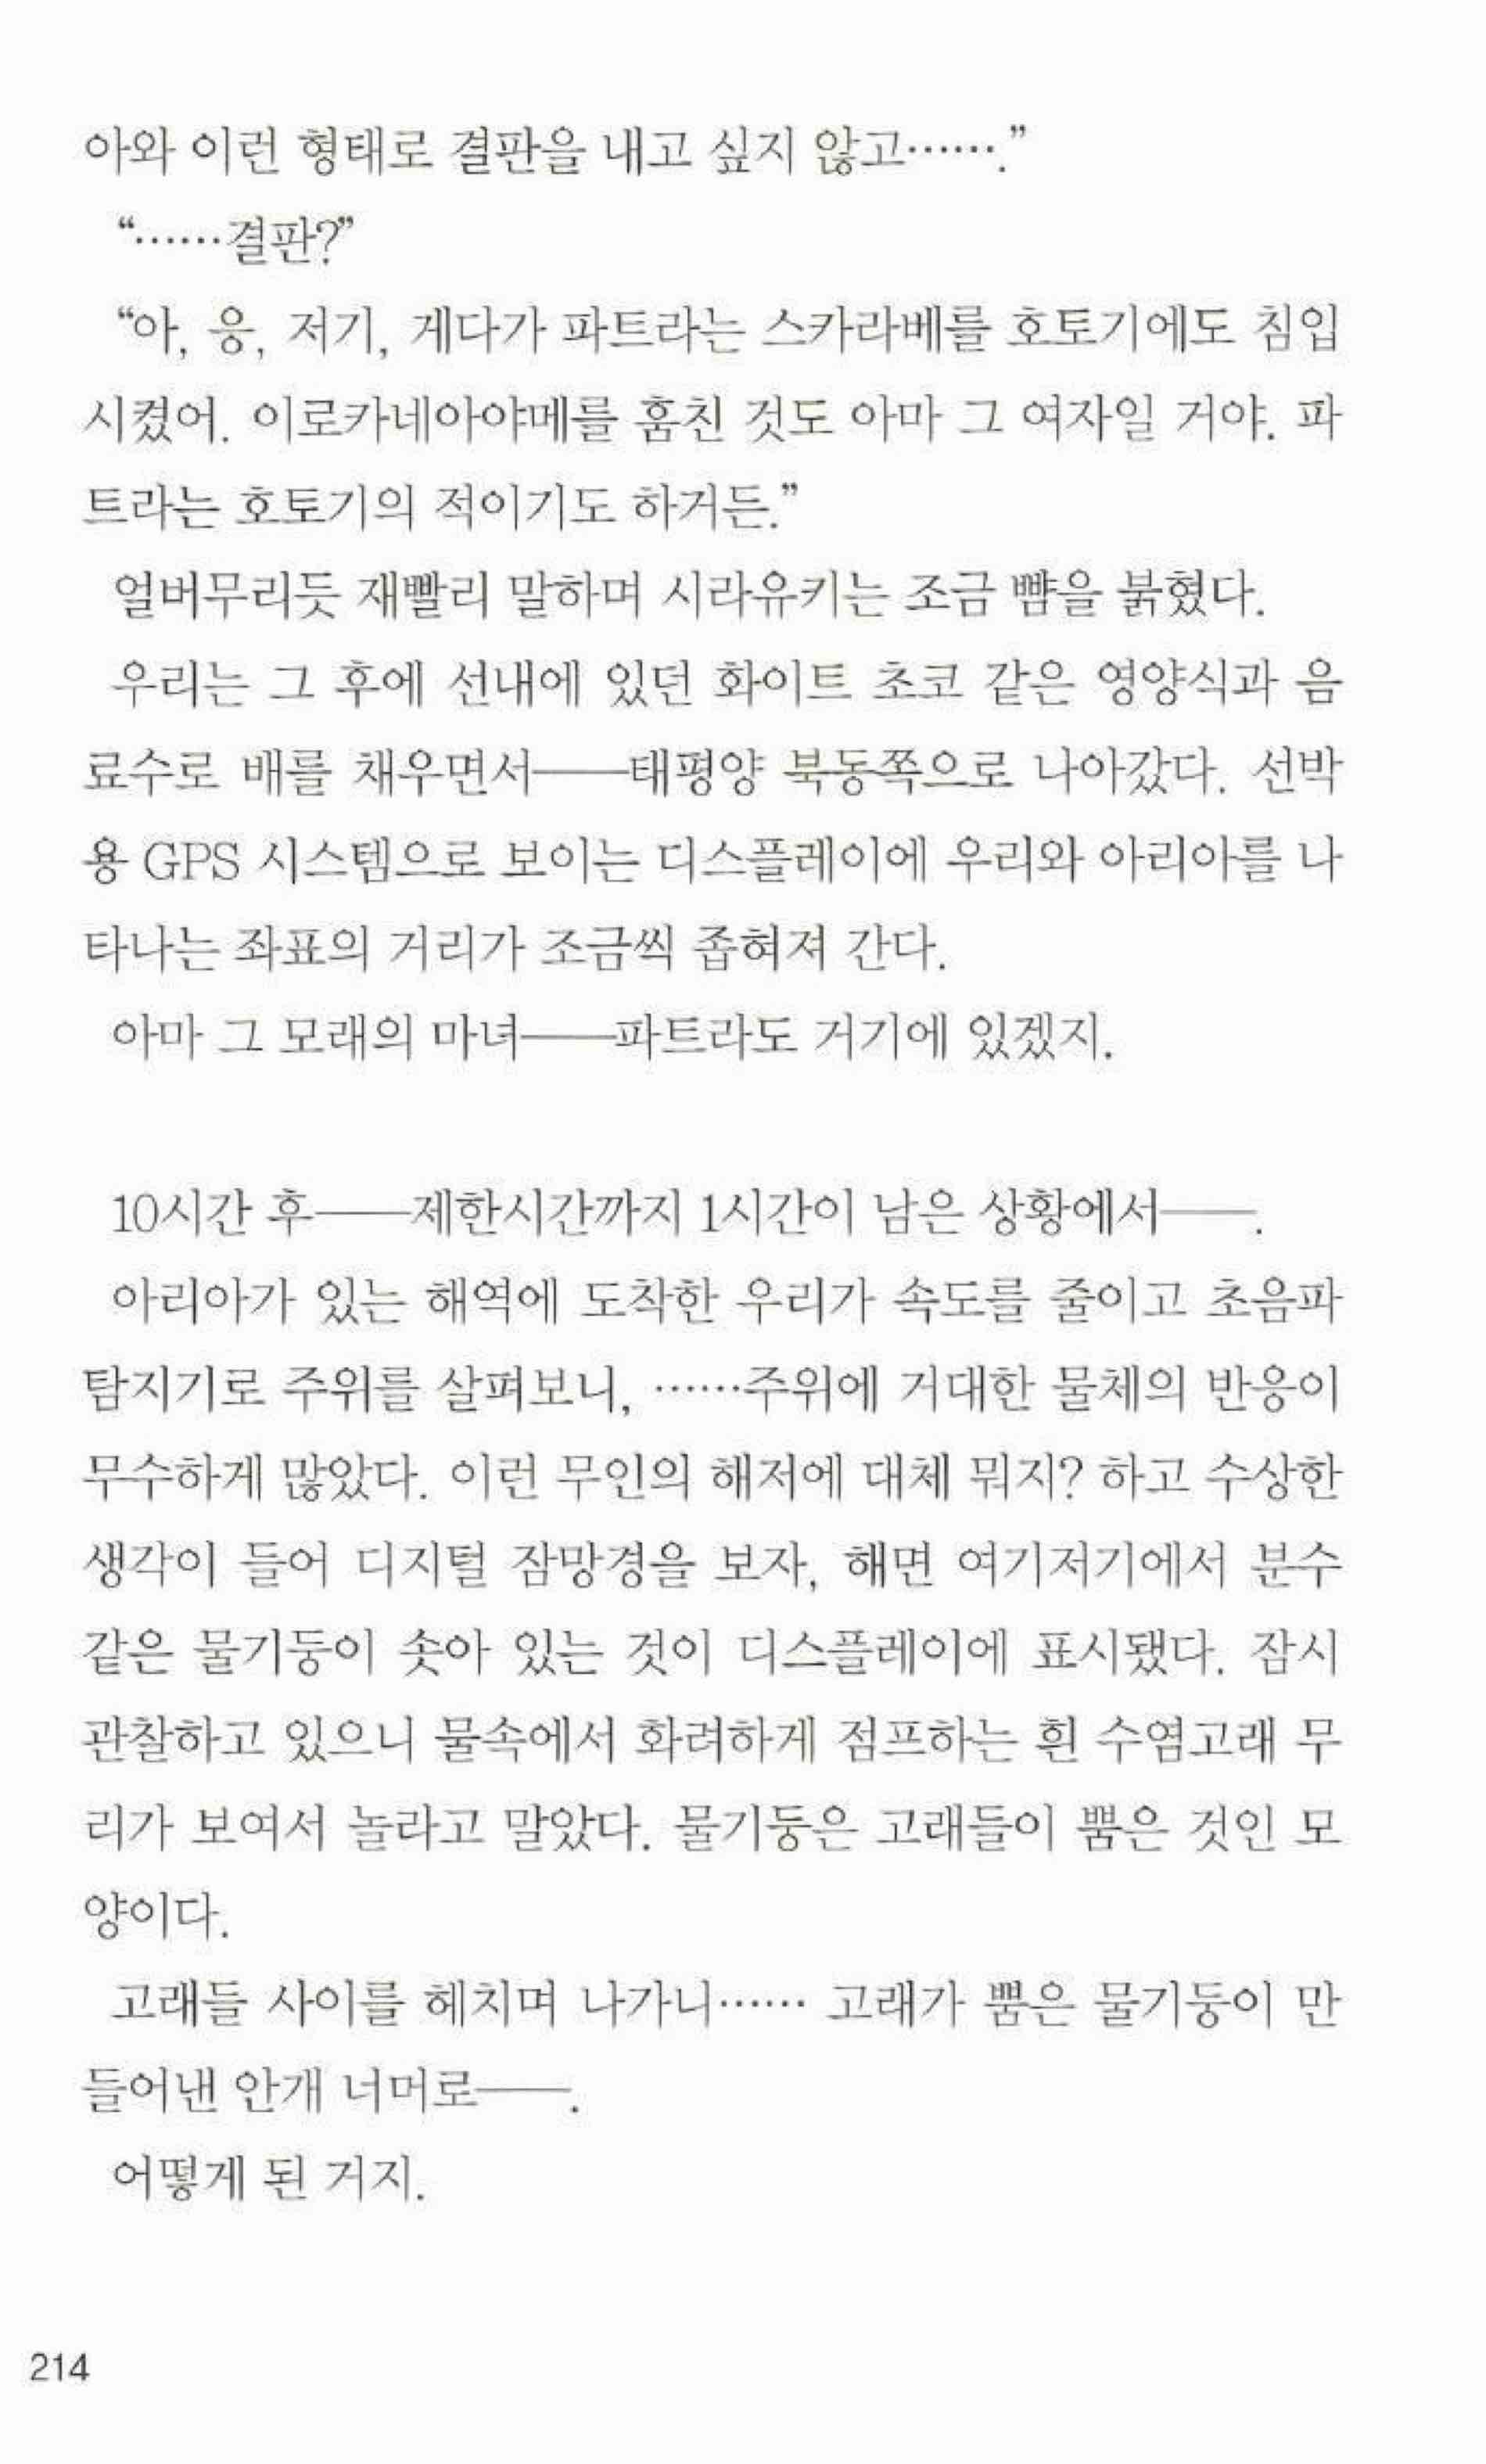 아와 이런 형태로 결판을 내고 싶지 않고……."
"……결판?"
"아, 응, 저기, 게다가 파트라는 스카라베를 호토기에도 침입
시켰어. 이로카네아야메를 훔친 것도 아마 그 여자일 거야. 파
트라는 호토기의 적이기도 하거든."
얼버무리듯 재빨리 말하며 시라유키는 조금 뺨을 붉혔다.
우리는 그 후에 선내에 있던 화이트 초코 같은 영양식과 음
료수로 배를 채우면서──태평양 북동쪽으로 나아갔다. 선박
용 GPS 시스템으로 보이는 디스플레이에 우리와 아리아를 나
타나는 좌표의 거리가 조금씩 좁혀져 간다.
아마 그 모래의 마녀──파트라도 거기에 있겠지.
10시간 후──제한시간까지 1시간이 남은 상황에서──.
아리아가 있는 해역에 도착한 우리가 속도를 줄이고 초음파
탐지기로 주위를 살펴보니, ……주위에 거대한 물체의 반응이
무수하게 많았다. 이런 무인의 해저에 대체 뭐지? 하고 수상한
생각이 들어 디지털 잠망경을 보자, 해면 여기저기에서 분수
같은 물기둥이 솟아 있는 것이 디스플레이에 표시됐다. 잠시
관찰하고 있으니 물속에서 화려하게 점프하는 흰 수염고래 무
리가 보여서 놀라고 말았다. 물기둥은 고래들이 뿜은 것인 모
양이다.
고래들 사이를 헤치며 나가니…… 고래가 뿜은 물기둥이 만
들어낸 안개 너머로──.
어떻게 된 거지.
214